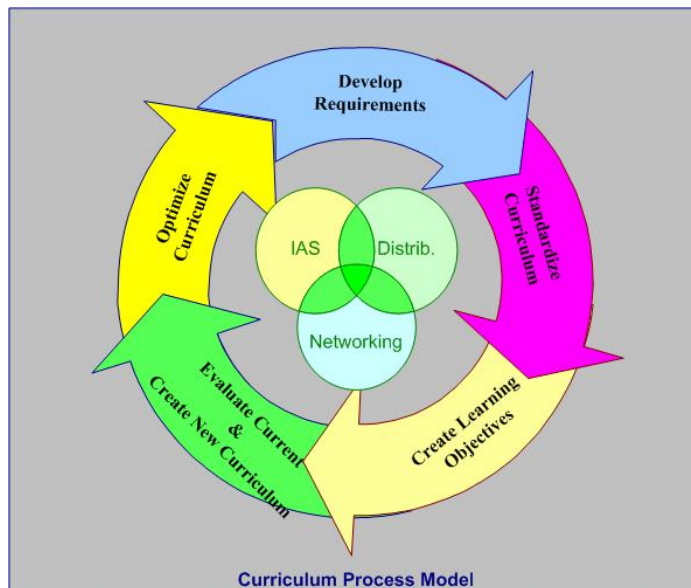 Develop
Requirements
Standardize
Curriculum
Create Learning
Objectives
Evaluate Current
&
Create New Curriculum
Optimize
Curriculum
IAS
Distrib.
Networking
Curriculum Process Model